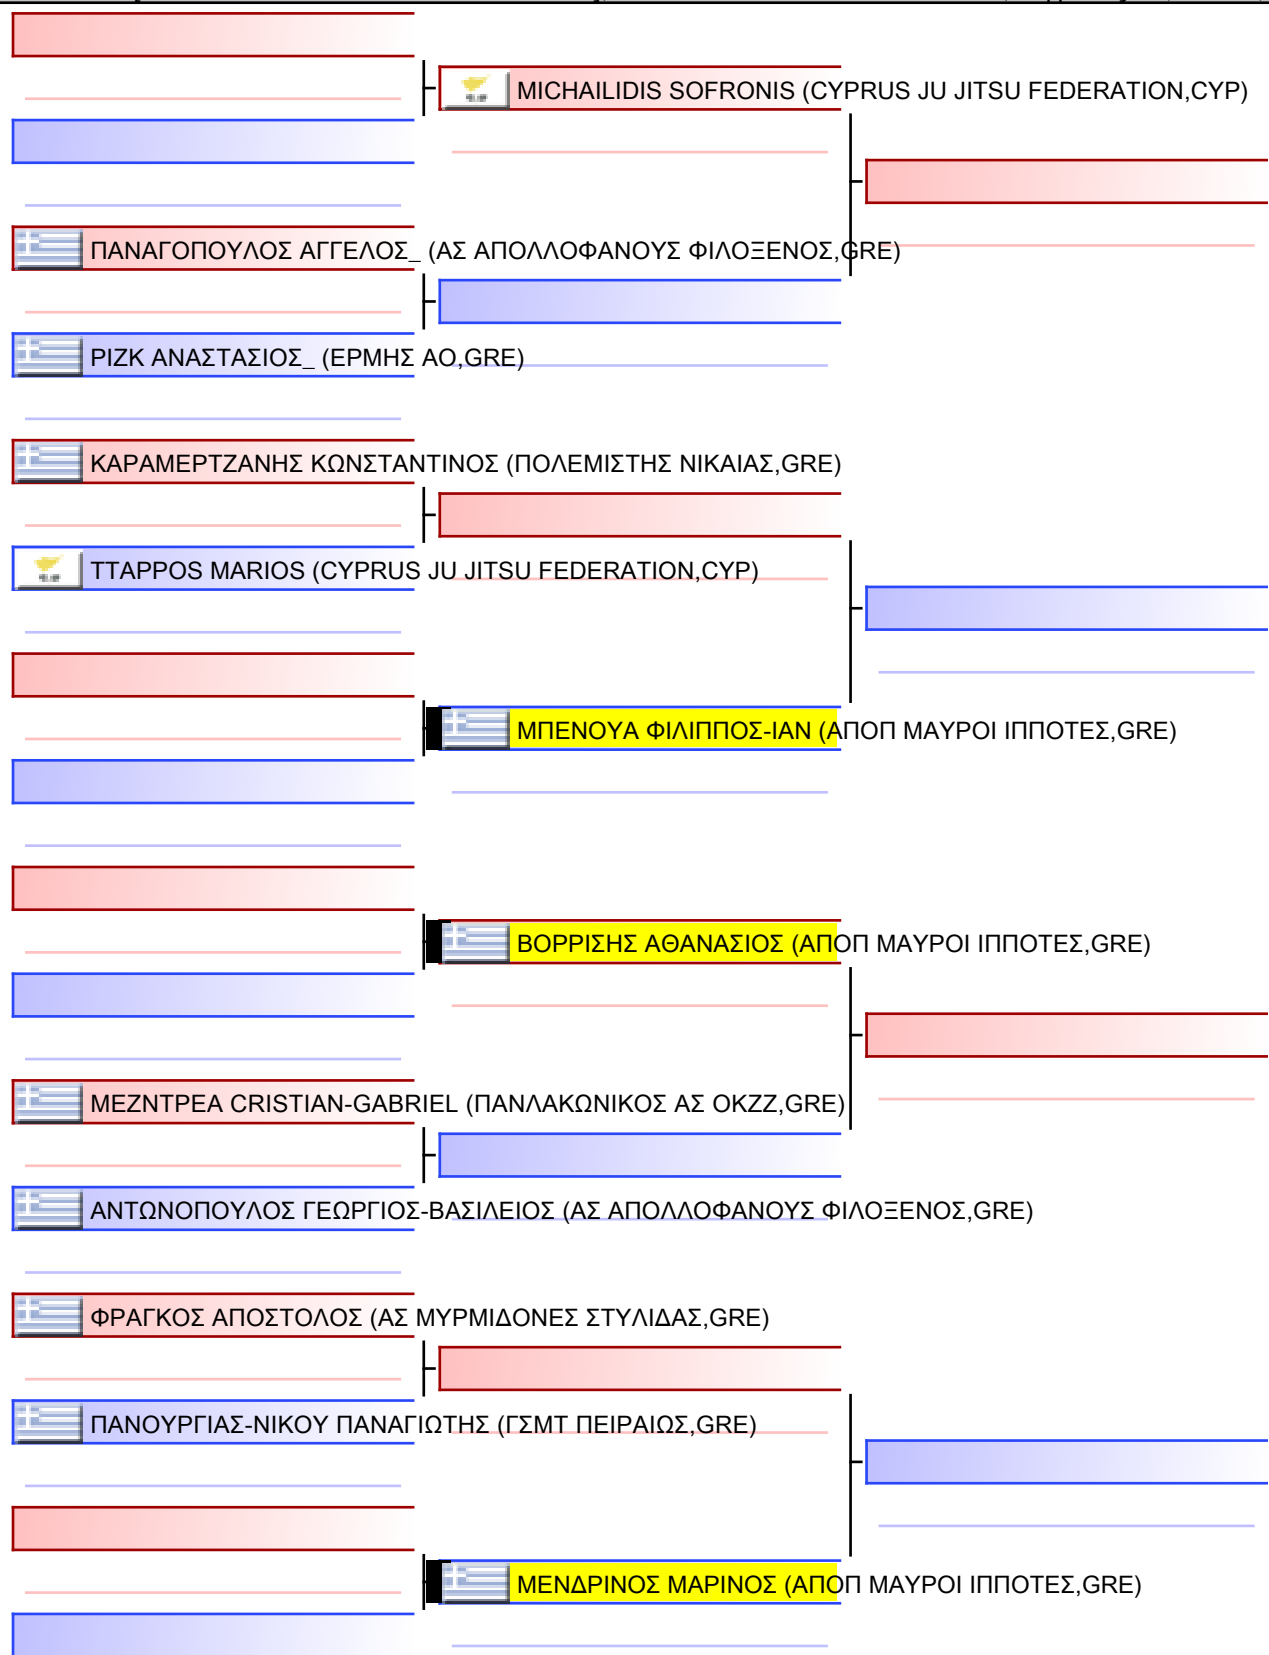 MICHAILIDIS SOFRONIS (CYPRUS JU JITSU FEDERATION,CYP)
ΠΑΝΑΓΟΠΟΥΛΟΣ ΑΓΓΕΛΟΣ_ (ΑΣ ΑΠΟΛΛΟΦΑΝΟΥΣ ΦΙΛΟΞΕΝΟΣ,GRE)
ΡΙΖΚ ΑΝΑΣΤΑΣΙΟΣ_ (ΕΡΜΗΣ ΑΟ,GRE)
ΚΑΡΑΜΕΡΤΖΑΝΗΣ ΚΩΝΣΤΑΝΤΙΝΟΣ (ΠΟΛΕΜΙΣΤΗΣ ΝΙΚΑΙΑΣ,GRE)
TTAPPOS MARIOS (CYPRUS JU JITSU FEDERATION,CYP)
ΜΠΕΝΟΥΑ ΦΙΛΙΠΠΟΣ-ΙΑΝ (ΑΠΟΠ ΜΑΥΡΟΙ ΙΠΠΟΤΕΣ,GRE)
ΒΟΡΡΙΣΗΣ ΑΘΑΝΑΣΙΟΣ (ΑΠΟΠ ΜΑΥΡΟΙ ΙΠΠΟΤΕΣ,GRE)
ΜΕΖΝΤΡΕΑ CRISTIAN-GABRIEL (ΠΑΝΛΑΚΩΝΙΚΟΣ ΑΣ ΟΚΖΖ,GRE)
ΑΝΤΩΝΟΠΟΥΛΟΣ ΓΕΩΡΓΙΟΣ-ΒΑΣΙΛΕΙΟΣ (ΑΣ ΑΠΟΛΛΟΦΑΝΟΥΣ ΦΙΛΟΞΕΝΟΣ,GRE)
ΦΡΑΓΚΟΣ ΑΠΟΣΤΟΛΟΣ (ΑΣ ΜΥΡΜΙΔΟΝΕΣ ΣΤΥΛΙΔΑΣ,GRE)
ΠΑΝΟΥΡΓΙΑΣ-ΝΙΚΟΥ ΠΑΝΑΓΙΩΤΗΣ (ΓΣΜΤ ΠΕΙΡΑΙΩΣ,GRE)
ΜΕΝΔΡΙΝΟΣ ΜΑΡΙΝΟΣ (ΑΠΟΠ ΜΑΥΡΟΙ ΙΠΠΟΤΕΣ,GRE)